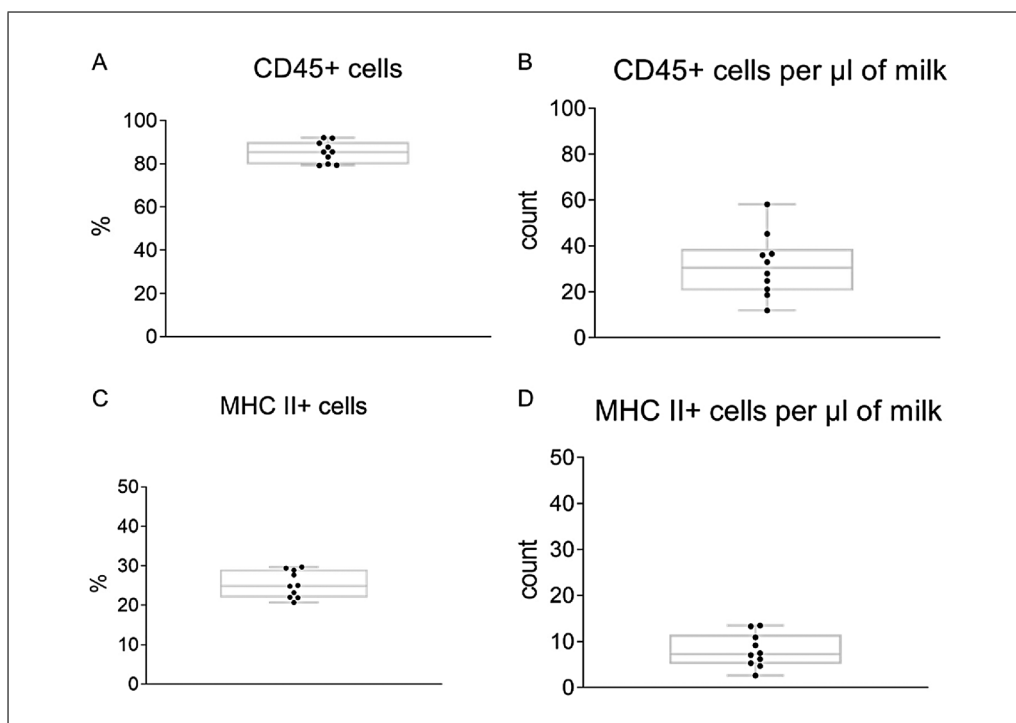 A
CD45+ cells
100
80
60
40
20
0
%
B
CD45+ cells per µl of milk
100
80
60
40
20
0
count
C
MHC II+ cells
50
40
30
20
10
0
%
D
MHC II+ cells per µl of milk
50
40
30
20
10
0
count